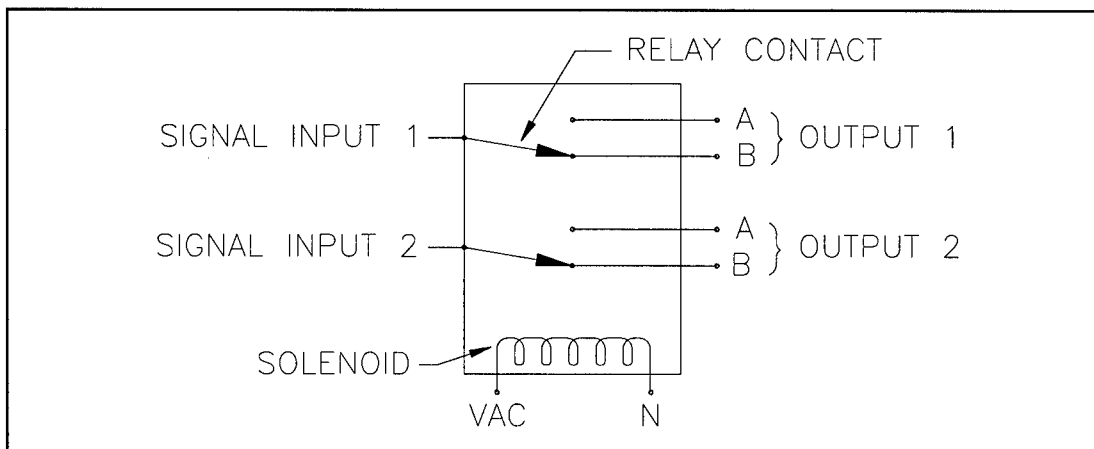 RELAY CONTACT
SIGNAL INPUT 1
A
B
OUTPUT 1
SIGNAL INPUT 2
A
B
OUTPUT 2
SOLENOID
VAC
N